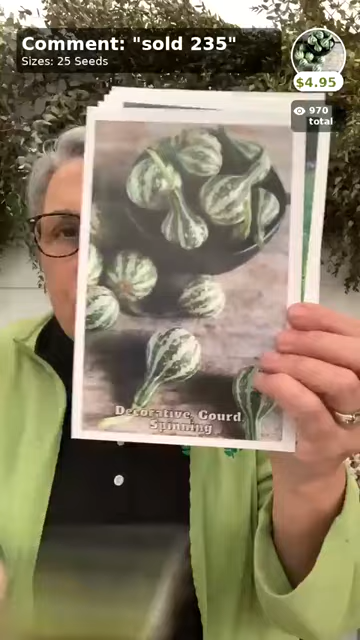 Comment: "sold 235"
Sizes: 25 Seeds
$4.95
970
total
Decorative Gourd
Spinning